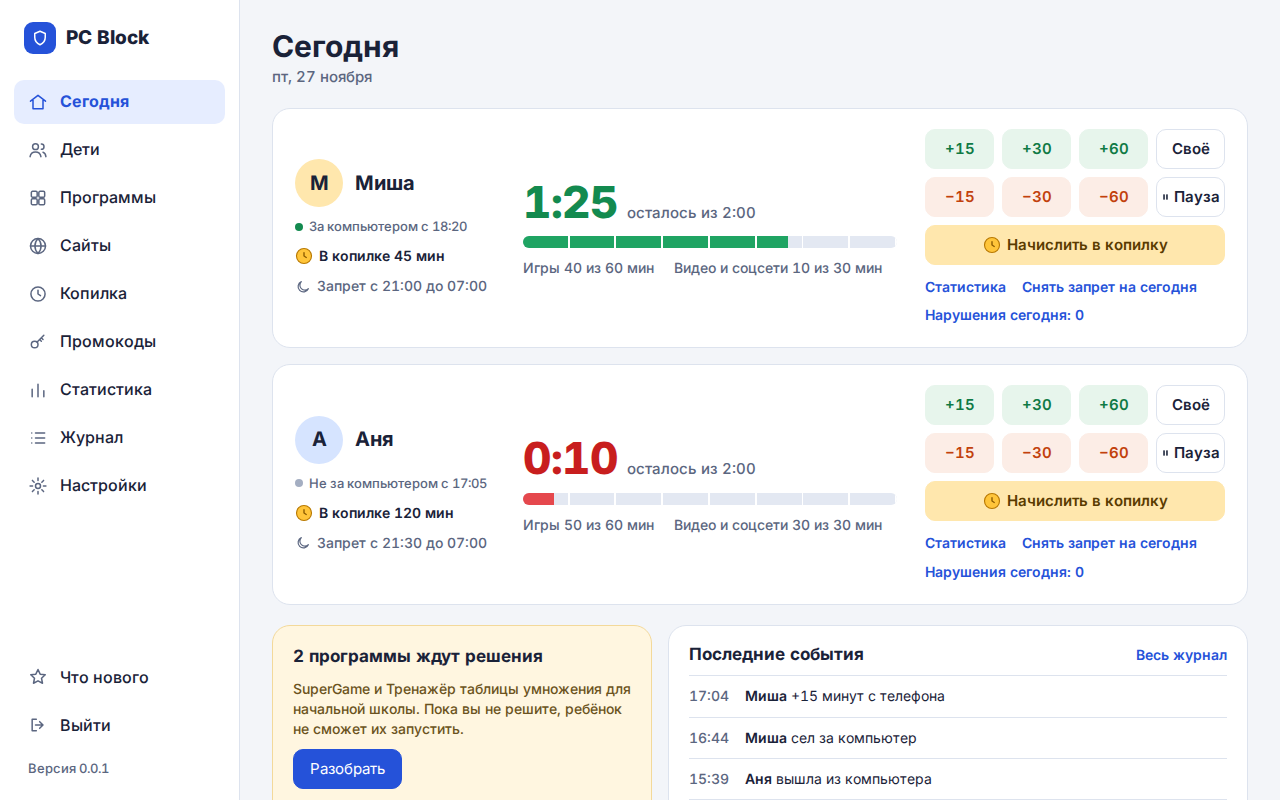 PC Block
Сегодня
Дети
Программы
Сайты
Копилка
Промокоды
Статистика
Журнал
Настройки
Что нового
Выйти
Версия 0.0.1
Сегодня
пт, 27 ноября
М
Миша
За компьютером с 18:20
В копилке 45 мин
Запрет с 21:00 до 07:00
1:25 осталось из 2:00
Игры 40 из 60 мин Видео и соцсети 10 из 30 мин
+15 +30 +60 Своё
−15 −30 −60 Пауза
Начислить в копилку
Статистика Снять запрет на сегодня
Нарушения сегодня: 0
А
Аня
Не за компьютером с 17:05
В копилке 120 мин
Запрет с 21:30 до 07:00
0:10 осталось из 2:00
Игры 50 из 60 мин Видео и соцсети 30 из 30 мин
+15 +30 +60 Своё
−15 −30 −60 Пауза
Начислить в копилку
Статистика Снять запрет на сегодня
Нарушения сегодня: 0
2 программы ждут решения
SuperGame и Тренажёр таблицы умножения для
начальной школы. Пока вы не решите, ребёнок
не сможет их запустить.
Разобрать
Последние события Весь журнал
17:04 Миша +15 минут с телефона
16:44 Миша сел за компьютер
15:39 Аня вышла из компьютера